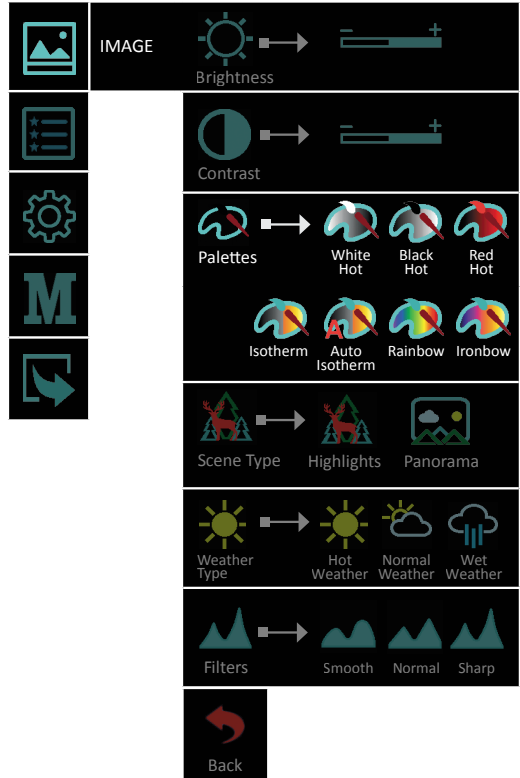 IMAGE
Brightness
− +
Contrast
− +
Palettes
White Hot
Black Hot
Red Hot
Isotherm
A
Auto Isotherm
Rainbow
Ironbow
M
Scene Type
Highlights
Panorama
Weather Type
Hot Weather
Normal Weather
Wet Weather
Filters
Smooth
Normal
Sharp
Back